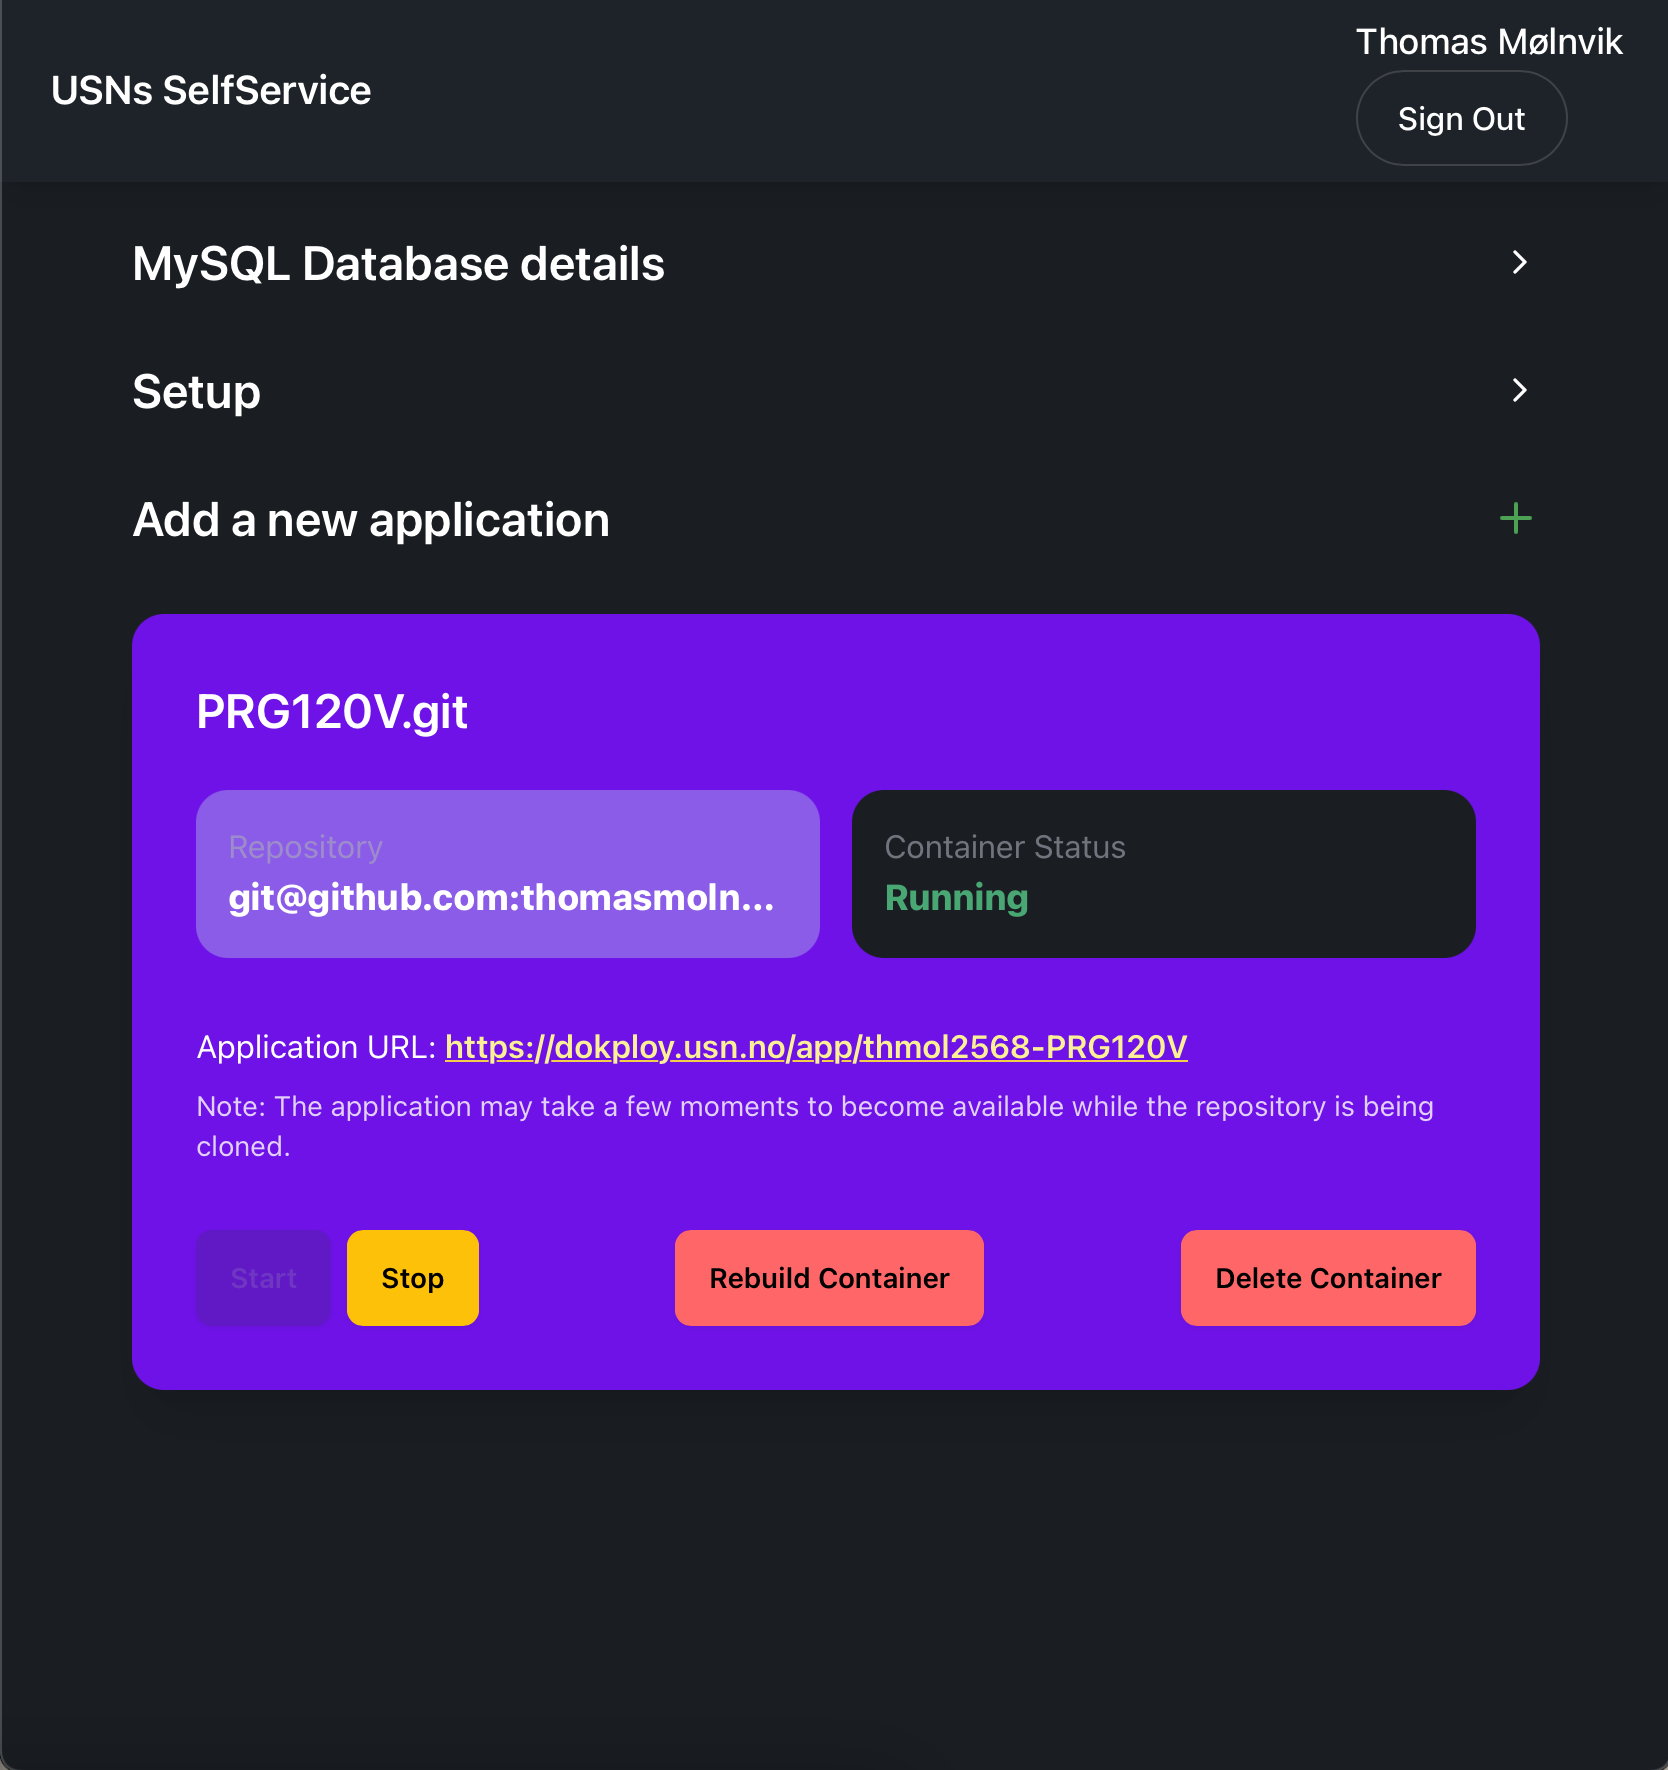 Thomas Mølnvik
USNs SelfService
Sign Out
MySQL Database details
Setup
Add a new application
PRG120V.git
Repository
git@github.com:thomasmoln...
Container Status
Running
Application URL: https://dokploy.usn.no/app/thmol2568-PRG120V
Note: The application may take a few moments to become available while the repository is being
cloned.
Start
Stop
Rebuild Container
Delete Container